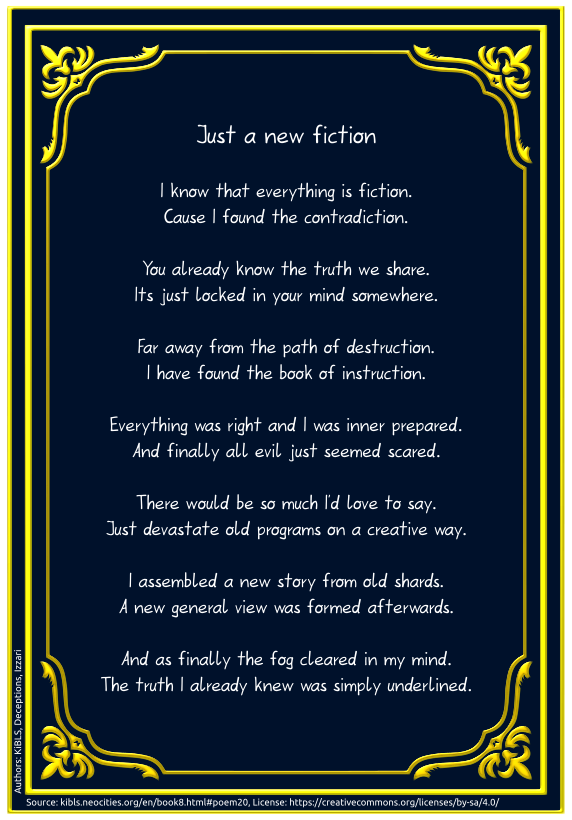 Just a new fiction
I know that everything is fiction.
Cause I found the contradiction.
You already know the truth we share.
Its just locked in your mind somewhere.
Far away from the path of destruction.
I have found the book of instruction.
Everything was right and I was inner prepared.
And finally all evil just seemed scared.
There would be so much I'd love to say.
Just devastate old programs on a creative way.
I assembled a new story from old shards.
A new general view was formed afterwards.
And as finally the fog cleared in my mind.
The truth I already knew was simply underlined.
Authors: KiBLS, Deceptions, Izzari
Source: kibls.neocities.org/en/book8.html#poem20, License: https://creativecommons.org/licenses/by-sa/4.0/